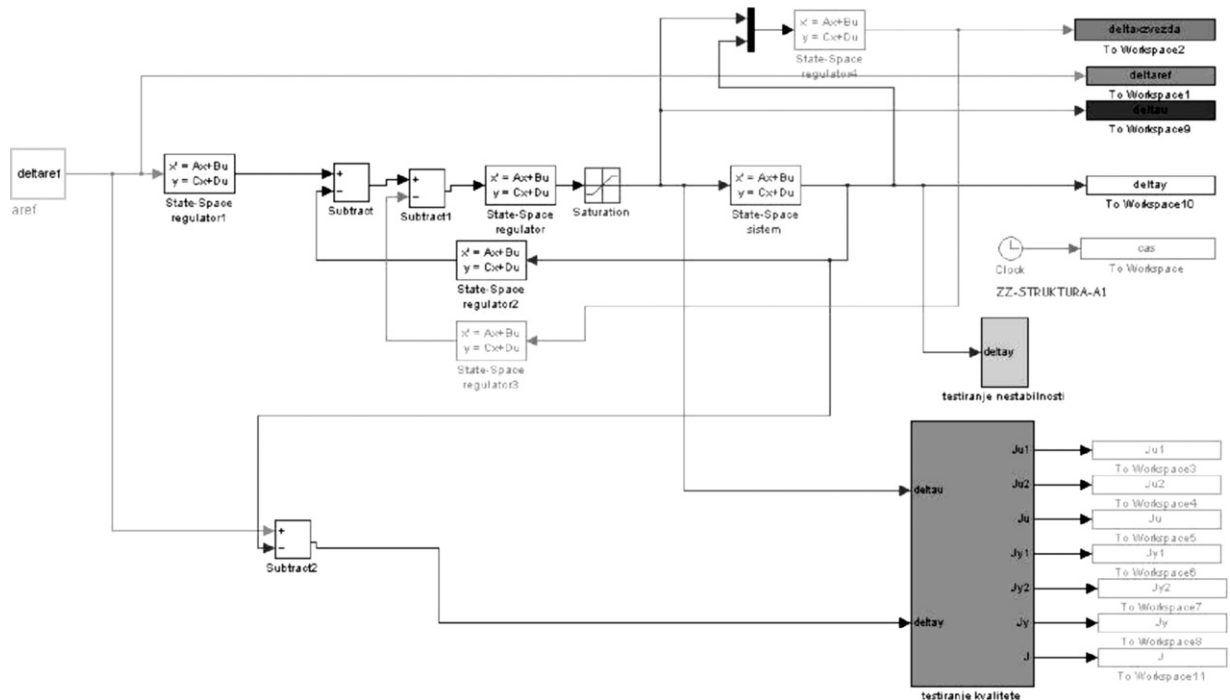 x' = Ax+Bu
y = Cx+Du
State-Space
regulator4
deltaxzvezda
To Workspace2
deltaref
To Workspace1
deltau
To Workspace9
deltaref
aref
x' = Ax+Bu
y = Cx+Du
State-Space
regulator1
+
−
Subtract
+
−
Subtract1
x' = Ax+Bu
y = Cx+Du
State-Space
regulator
Saturation
x' = Ax+Bu
y = Cx+Du
State-Space
sistem
deltay
To Workspace10
x' = Ax+Bu
y = Cx+Du
State-Space
regulator2
Clock
cas
To Workspace
ZZ-STRUKTURA-A1
x' = Ax+Bu
y = Cx+Du
State-Space
regulator3
deltay
testiranje nestabilnosti
+
−
Subtract2
deltau
deltay
Ju1
Ju2
Ju
Jy1
Jy2
Jy
J
testiranje kvalitete
Ju1
To Workspace3
Ju2
To Workspace4
Ju
To Workspace5
Jy1
To Workspace6
Jy2
To Workspace7
Jy
To Workspace8
J
To Workspace11